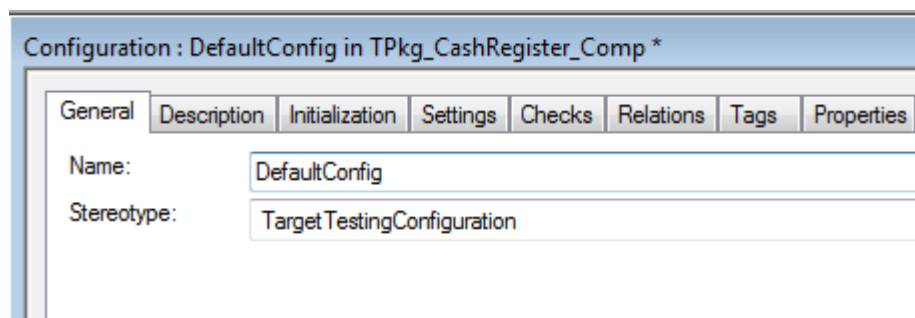 Configuration : DefaultConfig in TPkg_CashRegister_Comp *
General Description Initialization Settings Checks Relations Tags Properties
Name: DefaultConfig
Stereotype: TargetTestingConfiguration